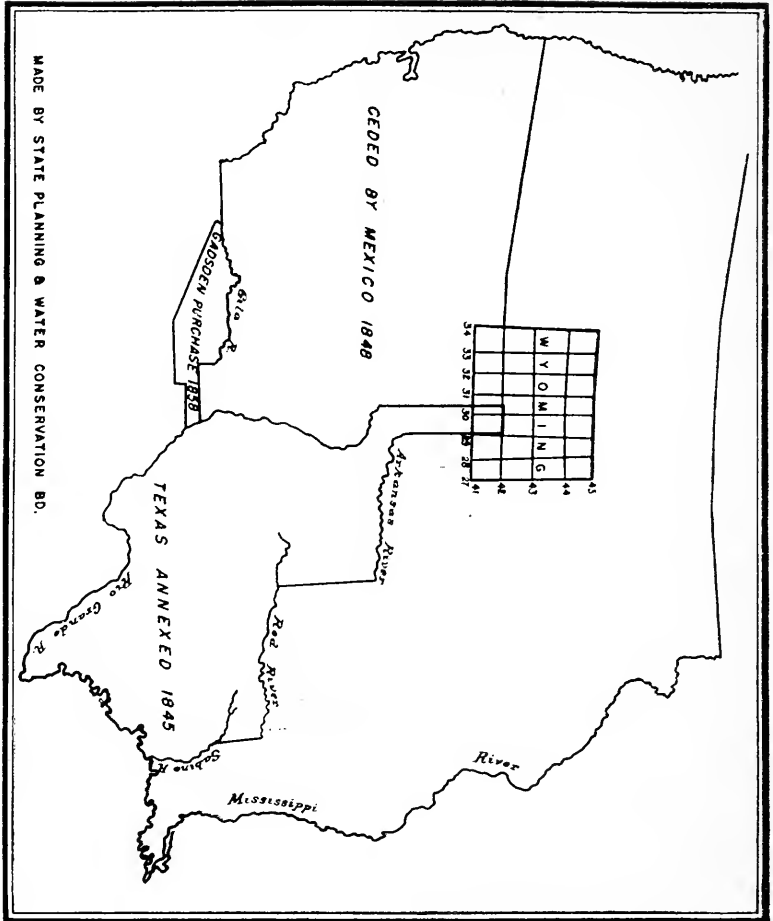 WYOMING
45
44
43
42
41
34 33 32 31 30 29 28 27
CEDED BY MEXICO 1848
Arkansas River
Gila R.
GADSDEN PURCHASE 1858
Red River
TEXAS ANNEXED 1845
Rio Grande R.
Sabine R
Mississippi
River
MADE BY STATE PLANNING & WATER CONSERVATION BD.